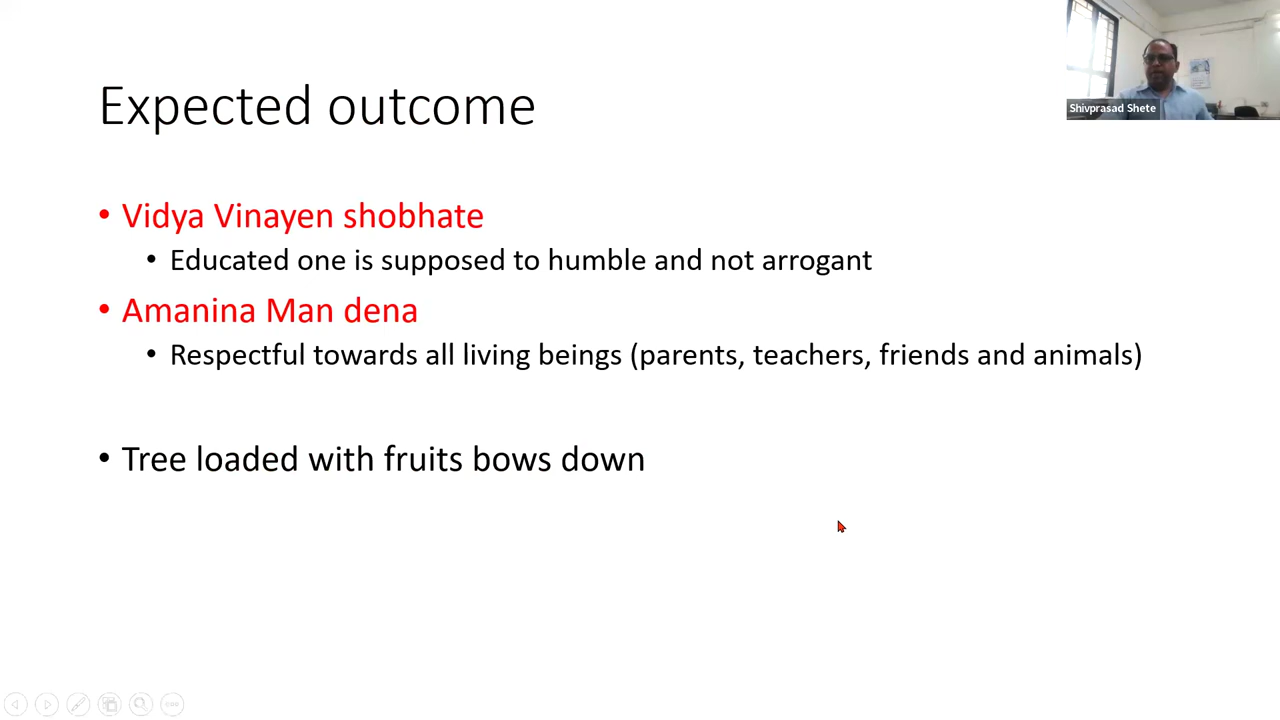 Expected outcome
Shivprasad Shete
• Vidya Vinayen shobhate
• Educated one is supposed to humble and not arrogant
• Amanina Man dena
• Respectful towards all living beings (parents, teachers, friends and animals)
• Tree loaded with fruits bows down